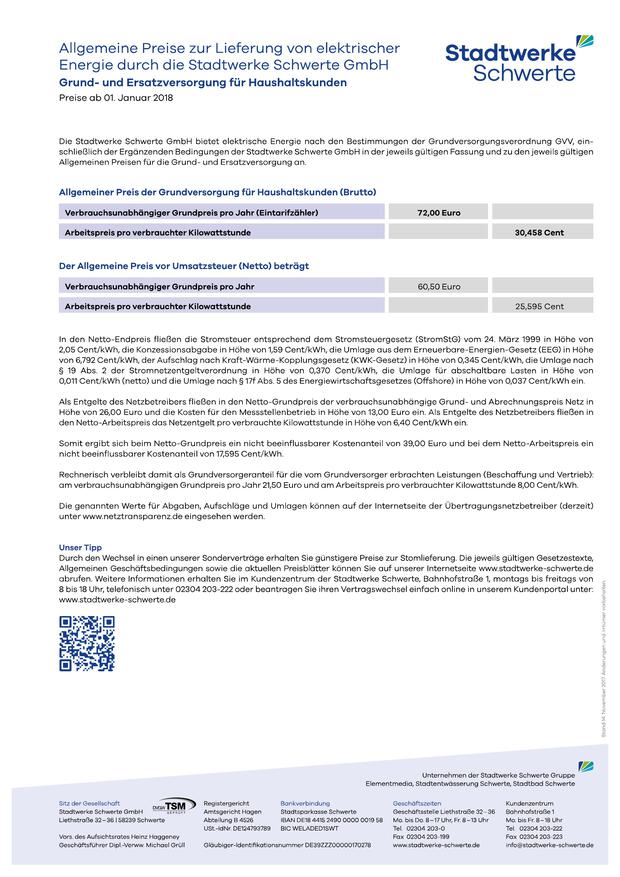 Allgemeine Preise zur Lieferung von elektrischer
Energie durch die Stadtwerke Schwerte GmbH
Grund- und Ersatzversorgung für Haushaltskunden
Preise ab 01. Januar 2018
Stadtwerke
Schwerte
Die Stadtwerke Schwerte GmbH bietet elektrische Energie nach den Bestimmungen der Grundversorgungsverordnung GVV, ein-
schließlich der Ergänzenden Bedingungen der Stadtwerke Schwerte GmbH in der jeweils gültigen Fassung und zu den jeweils gültigen
Allgemeinen Preisen für die Grund- und Ersatzversorgung an.
Allgemeiner Preis der Grundversorgung für Haushaltskunden (Brutto)
Verbrauchsunabhängiger Grundpreis pro Jahr (Eintarifzähler) 72,00 Euro
Arbeitspreis pro verbrauchter Kilowattstunde 30,458 Cent
Der Allgemeine Preis vor Umsatzsteuer (Netto) beträgt
Verbrauchsunabhängiger Grundpreis pro Jahr 60,50 Euro
Arbeitspreis pro verbrauchter Kilowattstunde 25,595 Cent
In den Netto-Endpreis fließen die Stromsteuer entsprechend dem Stromsteuergesetz (StromStG) vom 24. März 1999 in Höhe von
2,05 Cent/kWh, die Konzessionsabgabe in Höhe von 1,59 Cent/kWh, die Umlage aus dem Erneuerbare-Energien-Gesetz (EEG) in Höhe
von 6,792 Cent/kWh, der Aufschlag nach Kraft-Wärme-Kopplungsgesetz (KWK-Gesetz) in Höhe von 0,345 Cent/kWh, die Umlage nach
§ 19 Abs. 2 der Stromnetzentgeltverordnung in Höhe von 0,370 Cent/kWh, die Umlage für abschaltbare Lasten in Höhe von
0,011 Cent/kWh (netto) und die Umlage nach § 17f Abs. 5 des Energiewirtschaftsgesetzes (Offshore) in Höhe von 0,037 Cent/kWh ein.
Als Entgelte des Netzbetreibers fließen in den Netto-Grundpreis der verbrauchsunabhängige Grund- und Abrechnungspreis Netz in
Höhe von 26,00 Euro und die Kosten für den Messstellenbetrieb in Höhe von 13,00 Euro ein. Als Entgelte des Netzbetreibers fließen in
den Netto-Arbeitspreis das Netzentgelt pro verbrauchte Kilowattstunde in Höhe von 6,40 Cent/kWh ein.
Somit ergibt sich beim Netto-Grundpreis ein nicht beeinflussbarer Kostenanteil von 39,00 Euro und bei dem Netto-Arbeitspreis ein
nicht beeinflussbarer Kostenanteil von 17,595 Cent/kWh.
Rechnerisch verbleibt damit als Grundversorgeranteil für die vom Grundversorger erbrachten Leistungen (Beschaffung und Vertrieb):
am verbrauchsunabhängigen Grundpreis pro Jahr 21,50 Euro und am Arbeitspreis pro verbrauchter Kilowattstunde 8,00 Cent/kWh.
Die genannten Werte für Abgaben, Aufschläge und Umlagen können auf der Internetseite der Übertragungsnetzbetreiber (derzeit)
unter www.netztransparenz.de eingesehen werden.
Unser Tipp
Durch den Wechsel in einen unserer Sonderverträge erhalten Sie günstigere Preise zur Stromlieferung. Die jeweils gültigen Gesetzestexte,
Allgemeinen Geschäftsbedingungen sowie die aktuellen Preisblätter können Sie auf unserer Internetseite www.stadtwerke-schwerte.de
abrufen. Weitere Informationen erhalten Sie im Kundenzentrum der Stadtwerke Schwerte, Bahnhofstraße 1, montags bis freitags von
8 bis 18 Uhr, telefonisch unter 02304 203-222 oder beantragen Sie ihren Vertragswechsel einfach online in unserem Kundenportal unter:
www.stadtwerke-schwerte.de
Stand 14. November 2017 Änderungen und Irrtümer vorbehalten.
Unternehmen der Stadtwerke Schwerte Gruppe
Elementmedia, Stadtentwässerung Schwerte, Stadtbad Schwerte
Sitz der Gesellschaft
Stadtwerke Schwerte GmbH
Liethstraße 32–36 | 58239 Schwerte
Vors. des Aufsichtsrates Heinz Haggeney
Geschäftsführer Dipl.-Verww. Michael Grüll
DVGW TSM
GEPRÜFT
Registergericht
Amtsgericht Hagen
Abteilung B 4526
USt.-IdNr. DE124793789
Bankverbindung
Stadtsparkasse Schwerte
IBAN DE18 4415 2490 0000 0019 58
BIC WELADED1SWT
Gläubiger-Identifikationsnummer DE39ZZZ00000170278
Geschäftszeiten
Geschäftsstelle Liethstraße 32–36
Mo. bis Do. 8–17 Uhr, Fr. 8–13 Uhr
Tel. 02304 203-0
Fax 02304 203-199
www.stadtwerke-schwerte.de
Kundenzentrum
Bahnhofstraße 1
Mo. bis Fr. 8–18 Uhr
Tel. 02304 203-222
Fax 02304 203-223
info@stadtwerke-schwerte.de